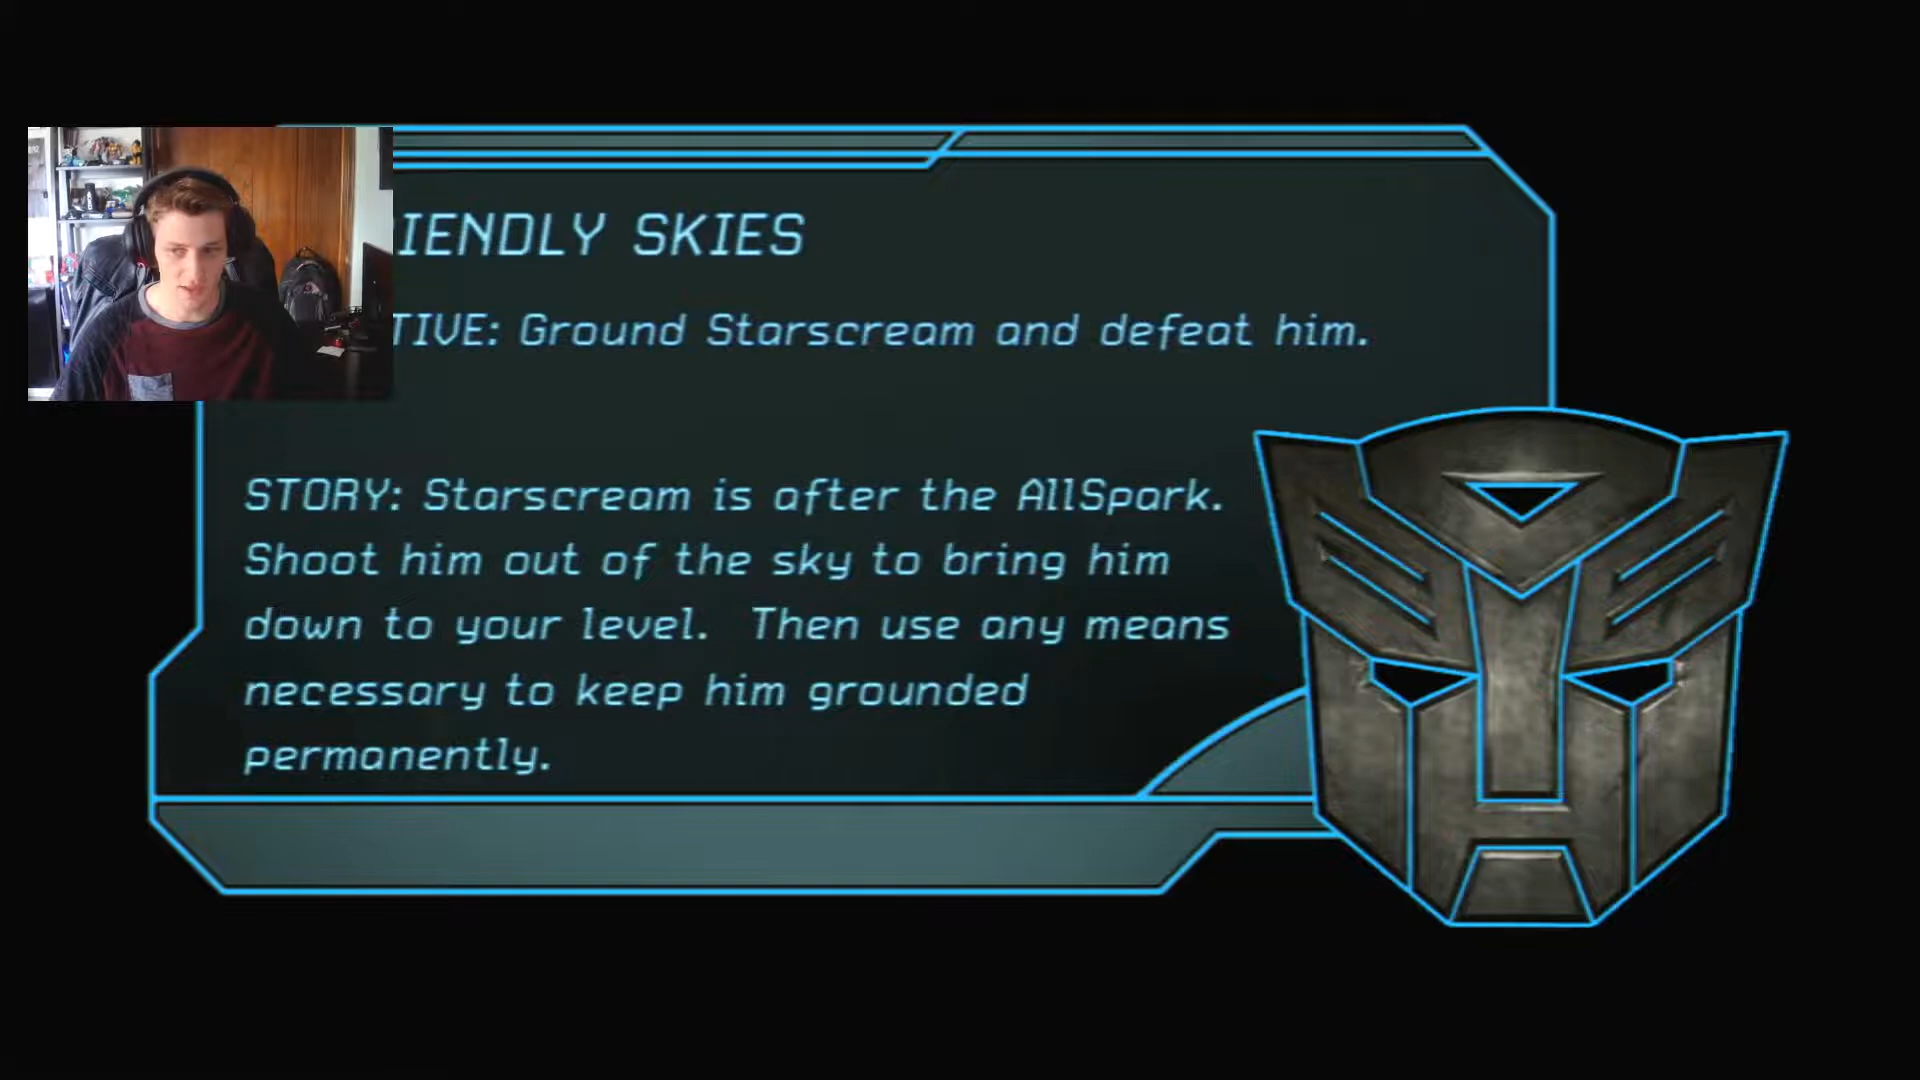 IENDLY SKIES
TIVE: Ground Starscream and defeat him.
STORY: Starscream is after the AllSpark.
Shoot him out of the sky to bring him
down to your level. Then use any means
necessary to keep him grounded
permanently.